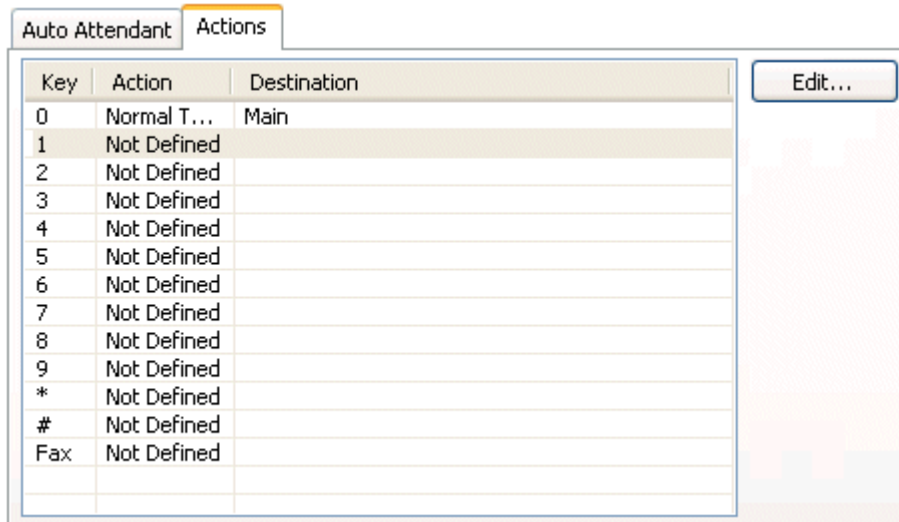 Auto Attendant Actions
Key Action Destination Edit...
0 Normal T... Main
1 Not Defined
2 Not Defined
3 Not Defined
4 Not Defined
5 Not Defined
6 Not Defined
7 Not Defined
8 Not Defined
9 Not Defined
* Not Defined
# Not Defined
Fax Not Defined